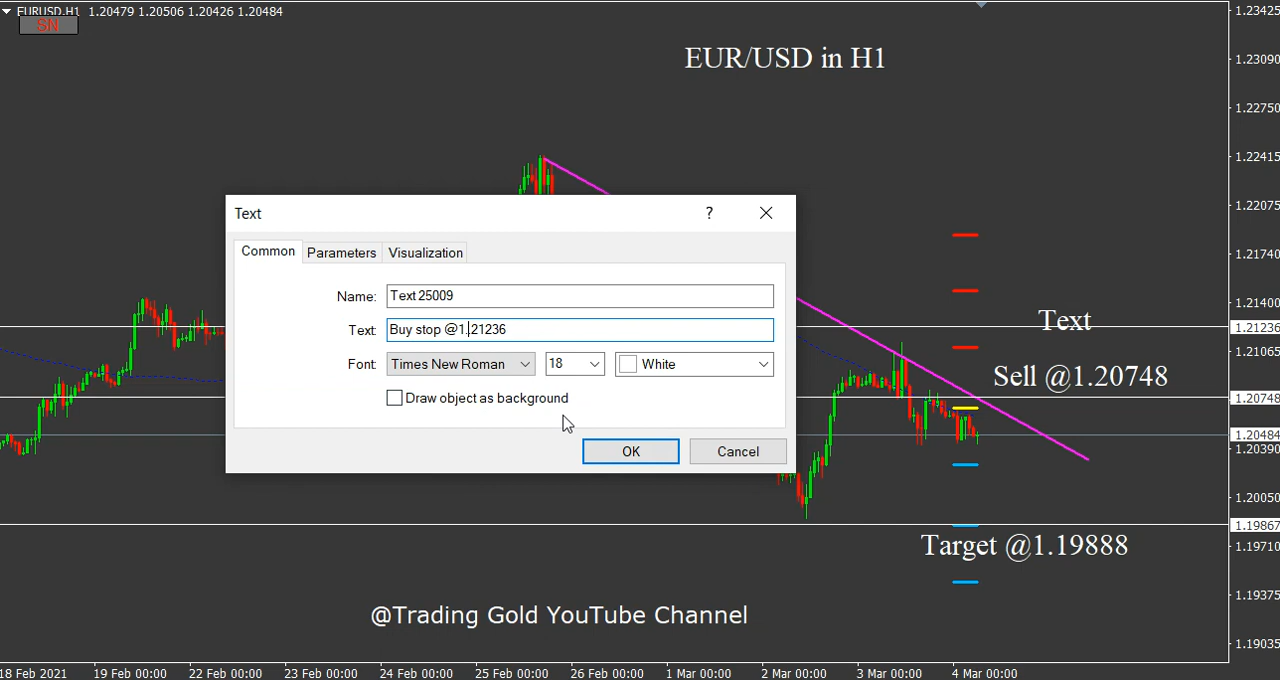 EURUSD.H1 1.20479 1.20506 1.20426 1.20484
SN
EUR/USD in H1
1.23425
1.23090
1.22750
1.22415
1.22075
1.21740
1.21400
1.21236
1.21065
1.20748
1.20484
1.20390
1.20050
1.19867
1.19710
1.19375
1.19035
Text
?
Common
Parameters
Visualization
Name:
Text 25009
Text:
Buy stop @1.21236
Font:
Times New Roman
18
White
Draw object as background
OK
Cancel
Text
Sell @1.20748
Target @1.19888
@Trading Gold YouTube Channel
18 Feb 2021
19 Feb 00:00
22 Feb 00:00
23 Feb 00:00
24 Feb 00:00
25 Feb 00:00
26 Feb 00:00
1 Mar 00:00
2 Mar 00:00
3 Mar 00:00
4 Mar 00:00